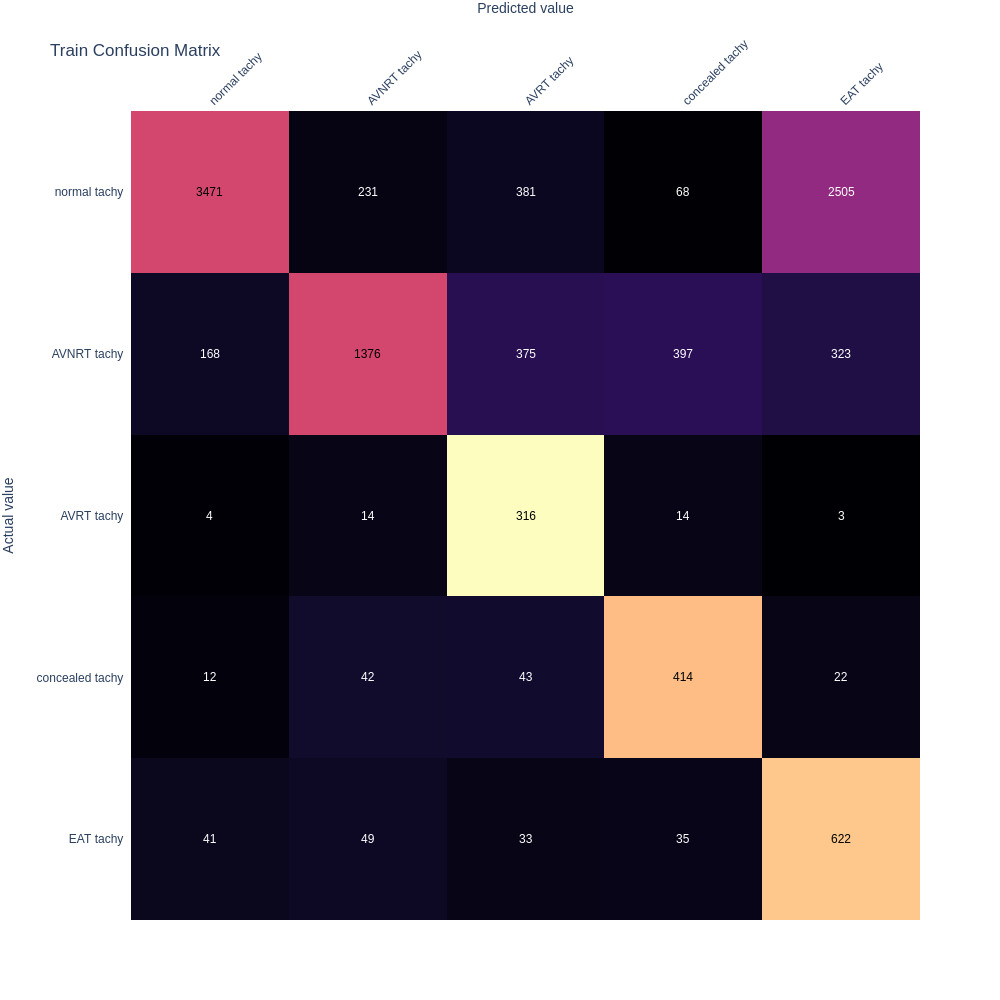 Predicted value
Train Confusion Matrix
normal tachy
AVNRT tachy
AVRT tachy
concealed tachy
EAT tachy
normal tachy 3471 231 381 68 2505
AVNRT tachy 168 1376 375 397 323
AVRT tachy 4 14 316 14 3
concealed tachy 12 42 43 414 22
EAT tachy 41 49 33 35 622
Actual value